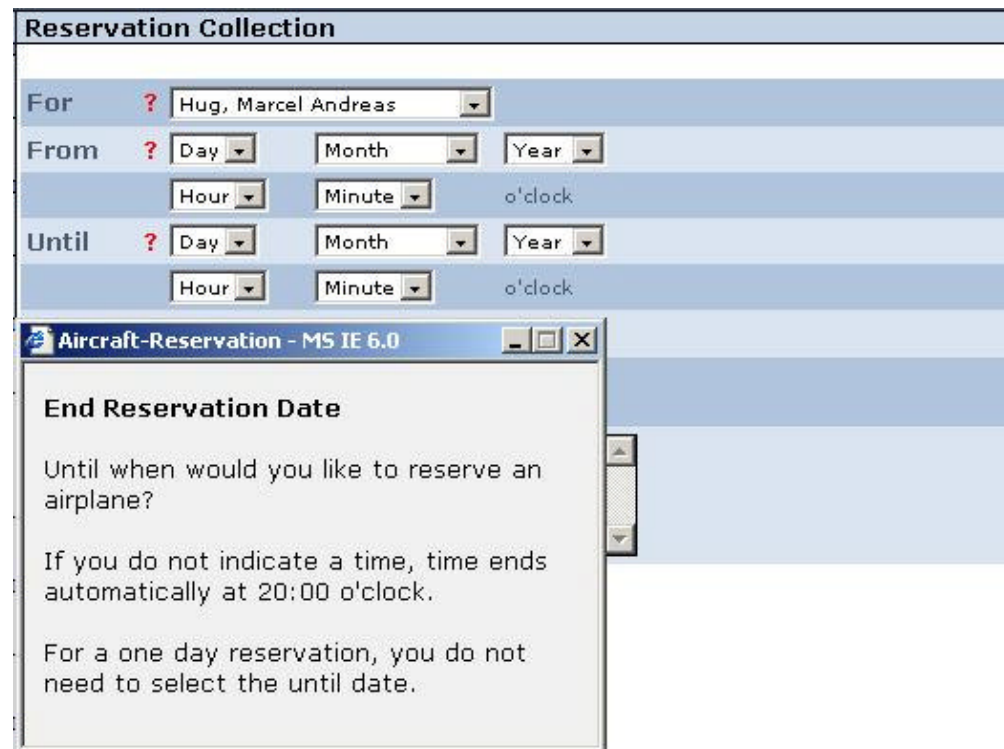 Reservation Collection
For ? Hug, Marcel Andreas
From ? Day Month Year
Hour Minute o'clock
Until ? Day Month Year
Hour Minute o'clock
Aircraft-Reservation - MS IE 6.0
End Reservation Date
Until when would you like to reserve an
airplane?
If you do not indicate a time, time ends
automatically at 20:00 o'clock.
For a one day reservation, you do not
need to select the until date.